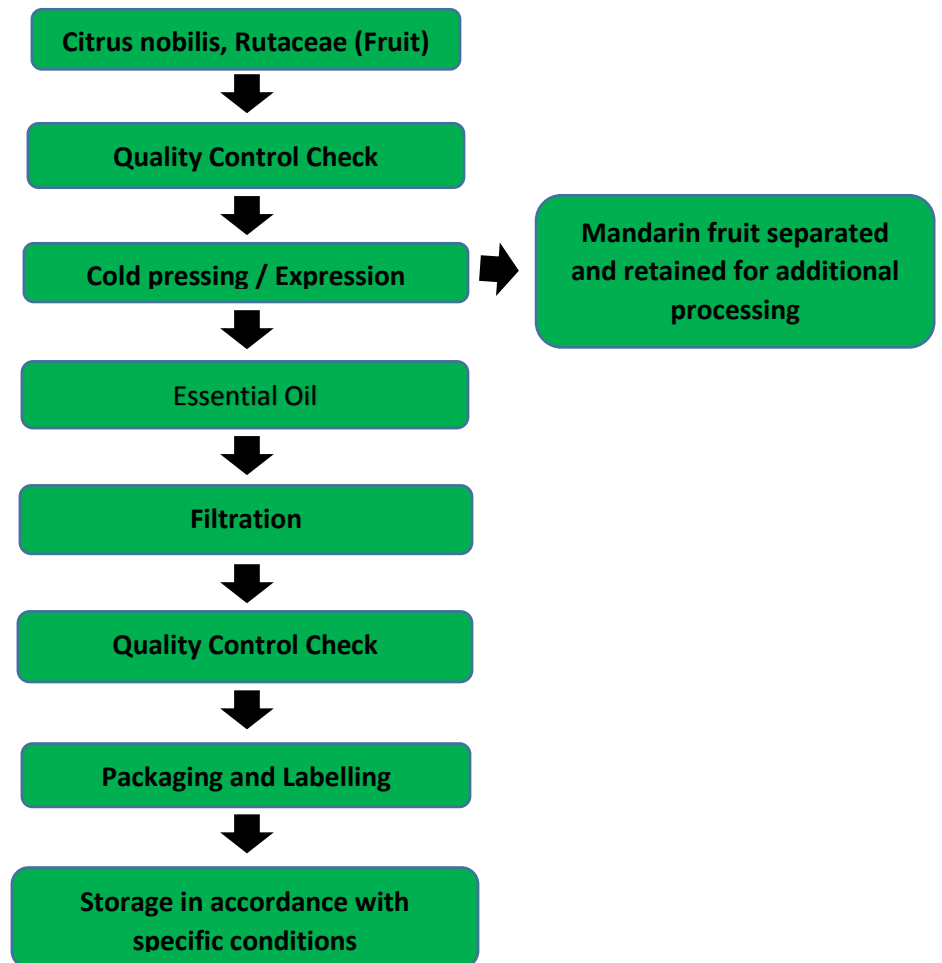 Citrus nobilis, Rutaceae (Fruit)
Quality Control Check
Cold pressing / Expression
Mandarin fruit separated
and retained for additional
processing
Essential Oil
Filtration
Quality Control Check
Packaging and Labelling
Storage in accordance with
specific conditions